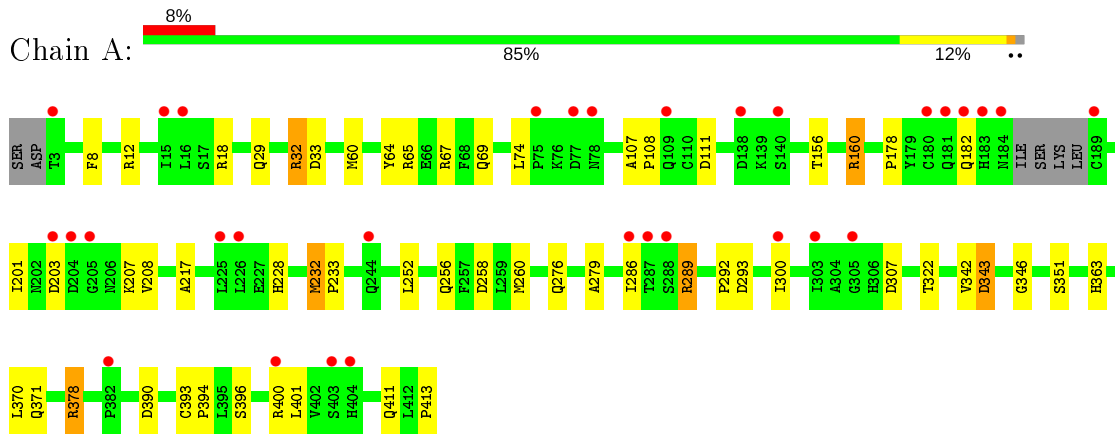 8%
Chain A:
85% 12% ••
SER ASP T3 F8 R12 I15 L16 S17 R18 Q29 R32 D33 M60 Y64 R65 E66 R67 F68 Q69 L74 P75 K76 D77 N78 A107 P108 Q109 C110 D111 D138 K139 S140 T156 R160 P178 Y179 C180 Q181 Q182 H183 N184 ILE SER LYS LEU C189
I201 N202 D203 D204 G205 N206 K207 V208 A217 L225 L226 E227 H228 M232 P233 Q244 L252 Q256 F257 D258 L259 M260 Q276 A279 I286 T287 S288 R289 P292 D293 I300 I303 A304 G305 H306 D307 T322 V342 D343 G346 S351 H363
L370 Q371 R378 P382 D390 C393 P394 L395 S396 R400 L401 V402 S403 H404 Q411 L412 P413